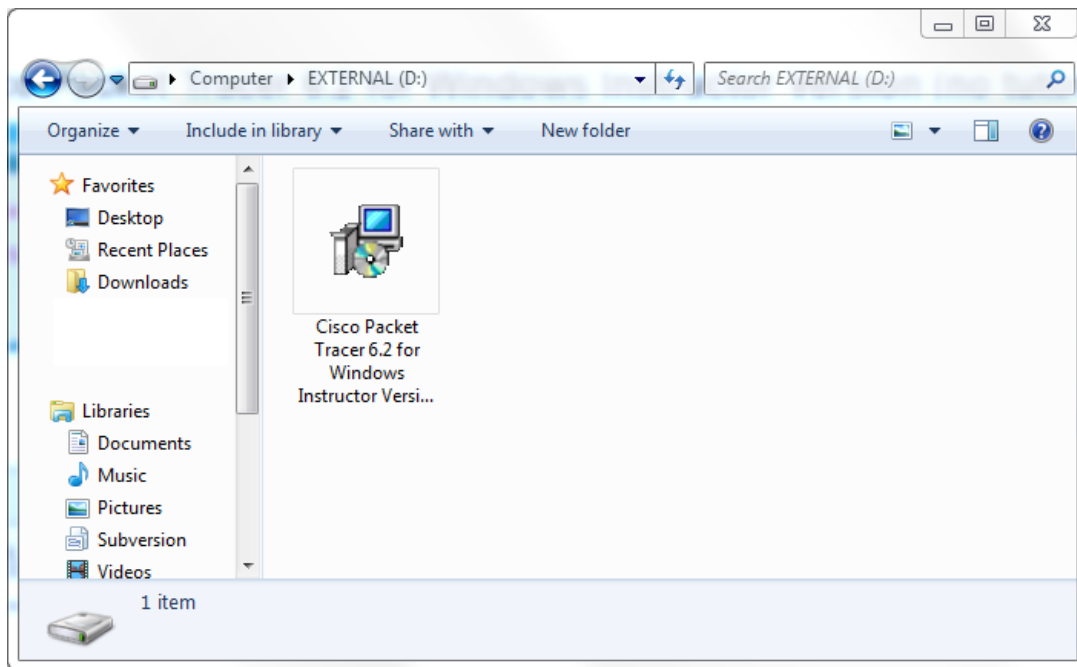 Computer EXTERNAL (D:)
Search EXTERNAL (D:)
Organize Include in library Share with New folder
Favorites
Desktop
Recent Places
Downloads
Libraries
Documents
Music
Pictures
Subversion
Videos
Cisco Packet
Tracer 6.2 for
Windows
Instructor Versi...
1 item